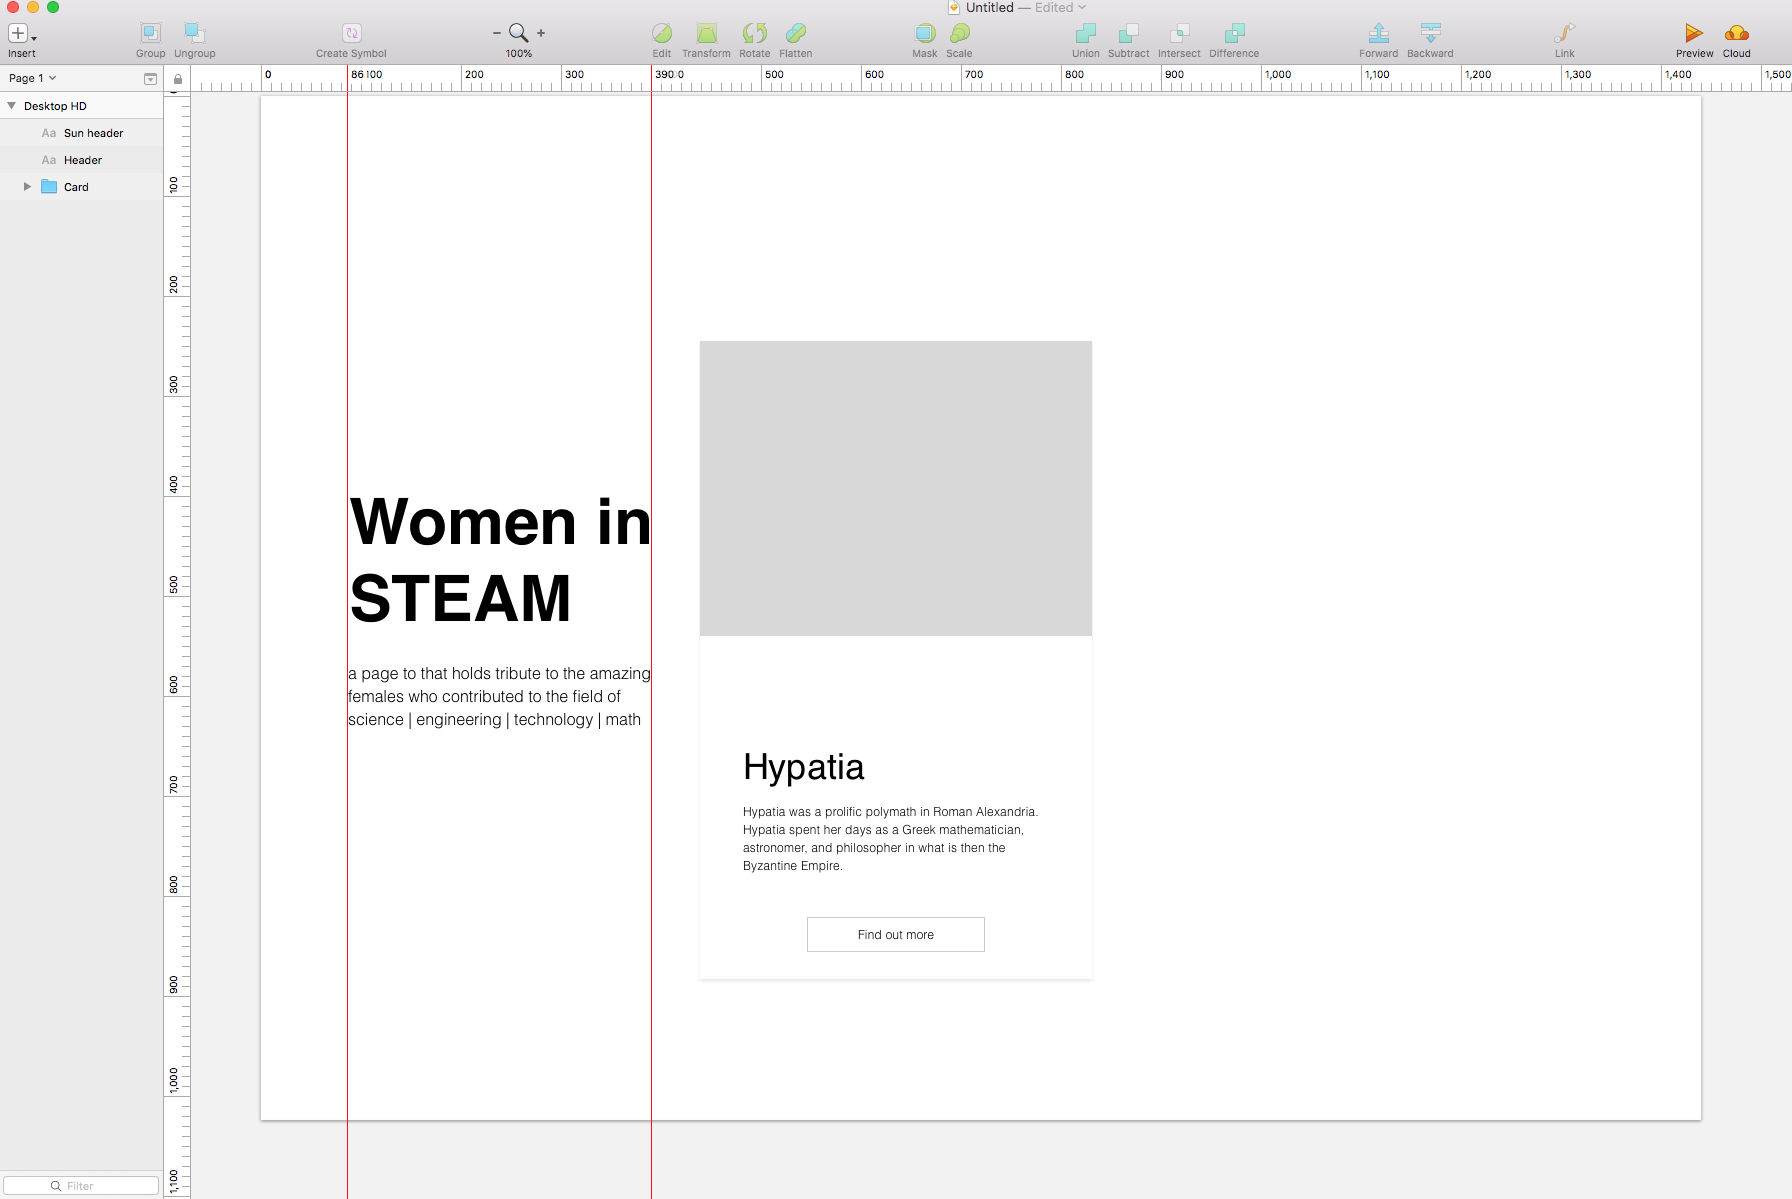 Untitled — Edited
Insert
Group
Ungroup
Create Symbol
100%
Edit
Transform
Rotate
Flatten
Mask
Scale
Union
Subtract
Intersect
Difference
Forward
Backward
Link
Preview
Cloud
Page 1
0
86
100
200
300
390
500
600
700
800
900
1,000
1,100
1,200
1,300
1,400
1,500
Desktop HD
Aa Sun header
Aa Header
Card
100
200
300
400
500
600
700
800
900
1,000
1,100
Women in
STEAM
a page to that holds tribute to the amazing
females who contributed to the field of
science | engineering | technology | math
Hypatia
Hypatia was a prolific polymath in Roman Alexandria.
Hypatia spent her days as a Greek mathematician,
astronomer, and philosopher in what is then the
Byzantine Empire.
Find out more
Filter